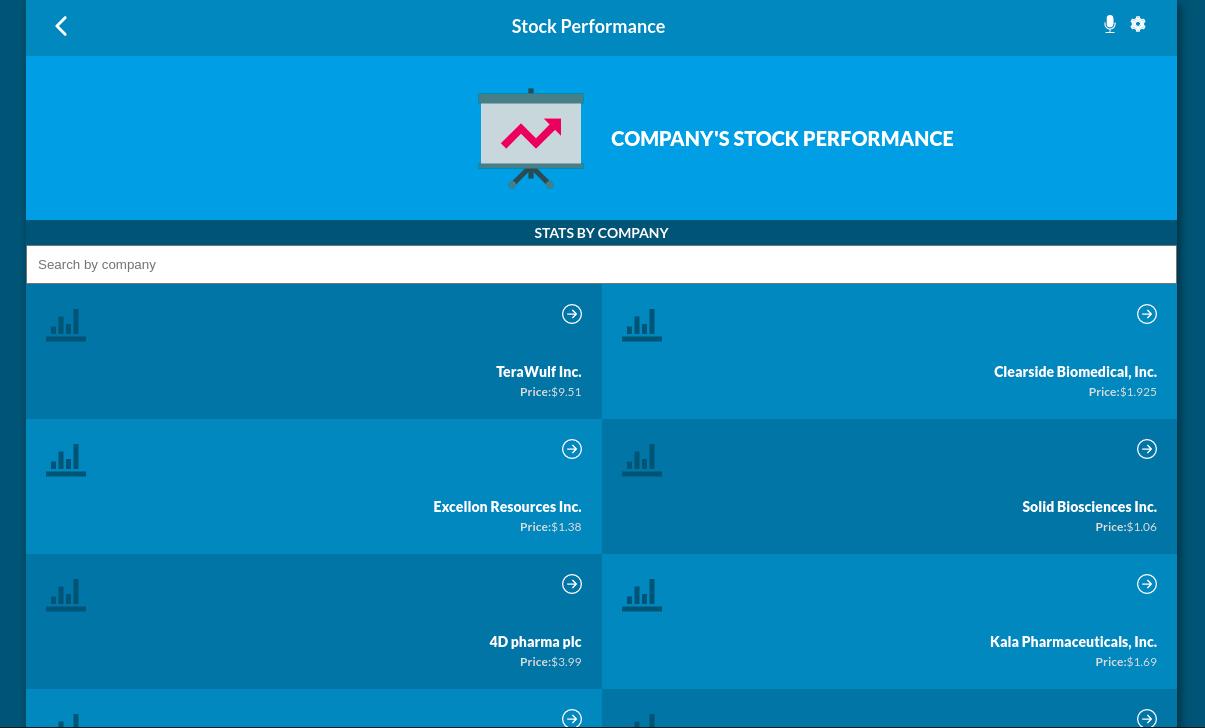 Stock Performance
COMPANY'S STOCK PERFORMANCE
STATS BY COMPANY
Search by company
TeraWulf Inc.
Price:$9.51
Clearside Biomedical, Inc.
Price:$1.925
Excellon Resources Inc.
Price:$1.38
Solid Biosciences Inc.
Price:$1.06
4D pharma plc
Price:$3.99
Kala Pharmaceuticals, Inc.
Price:$1.69